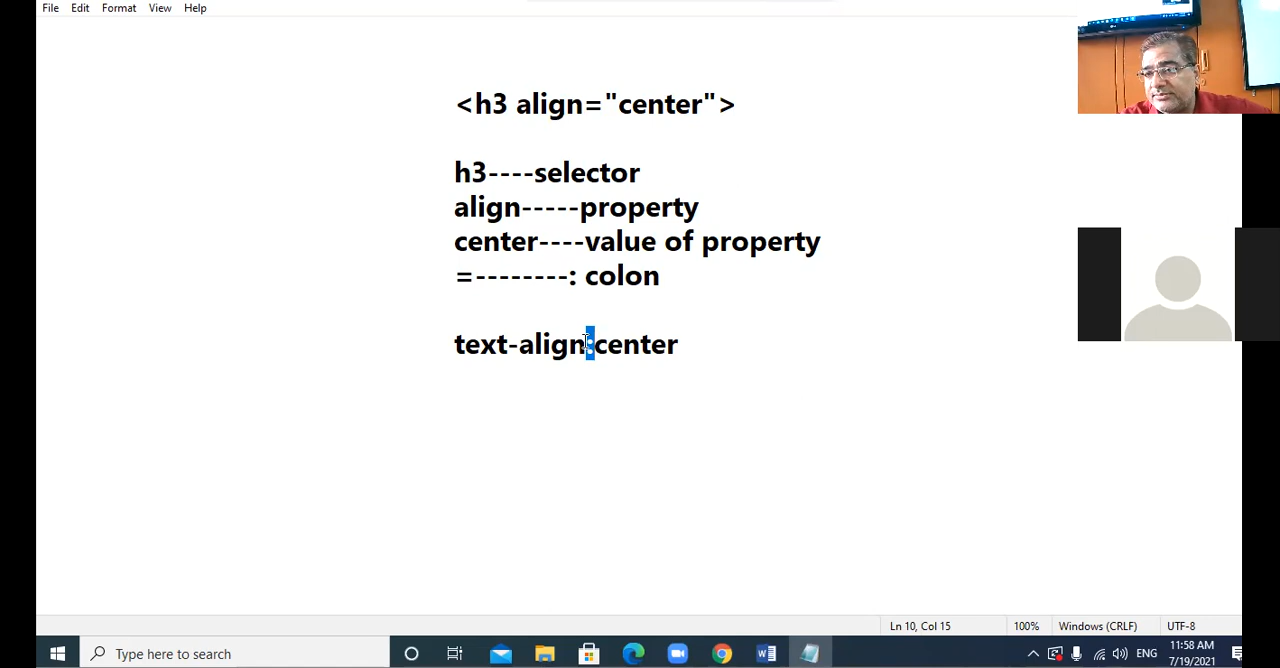 File Edit Format View Help
<h3 align="center">
h3----selector
align-----property
center----value of property
=--------: colon
text-align:center
Ln 10, Col 15 100% Windows (CRLF) UTF-8
Type here to search
ENG
11:58 AM
7/19/2021